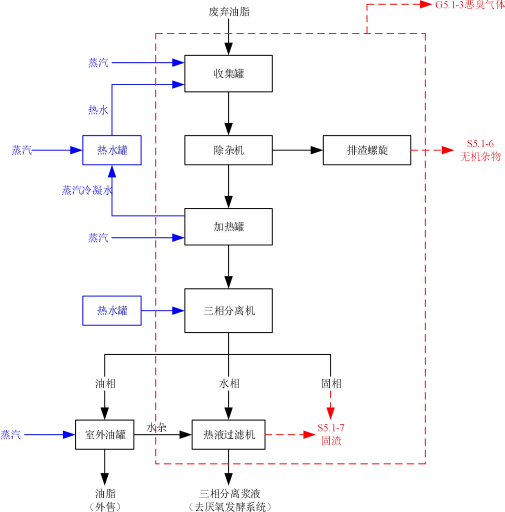 废弃油脂
G5.1-3恶臭气体
蒸汽
收集罐
热水
蒸汽
热水罐
除杂机
排渣螺旋
S5.1-6
无机杂物
蒸汽冷凝水
加热罐
蒸汽
热水罐
三相分离机
油相
水相
固相
蒸汽
室外油罐
水杂
热液过滤机
S5.1-7
固渣
油脂
（外售）
三相分离浆液
（去厌氧发酵系统）